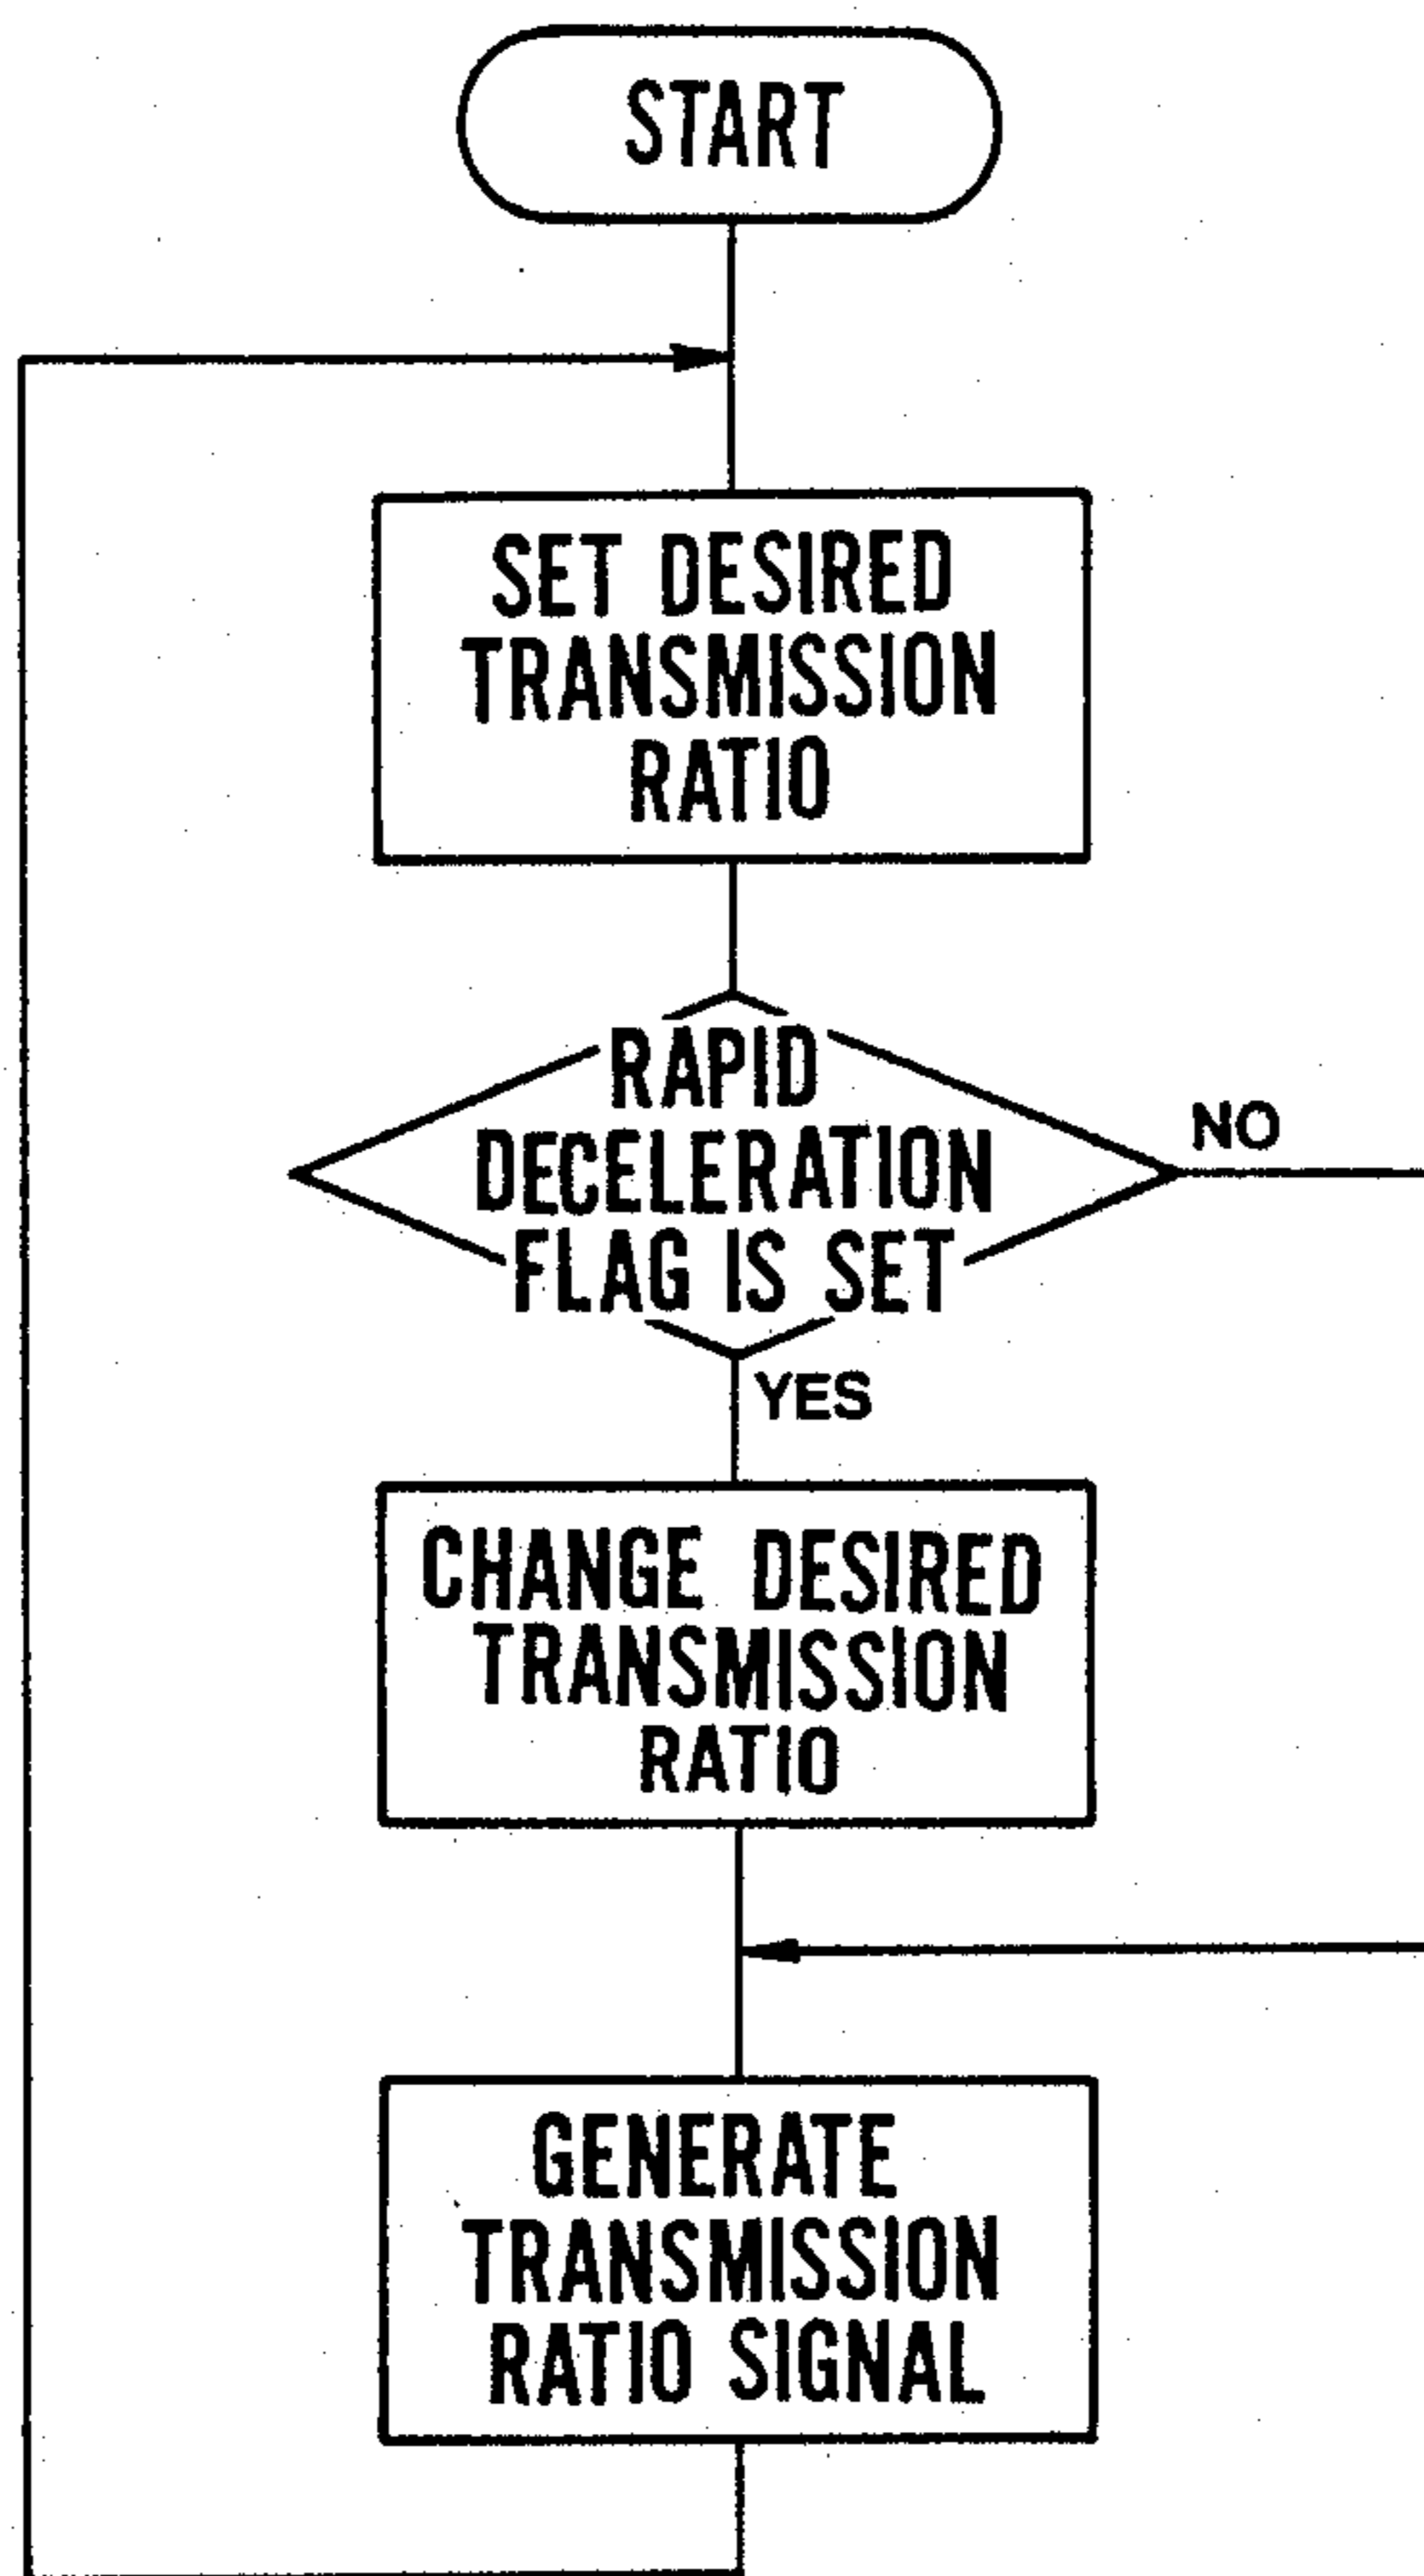 START
SET DESIRED
TRANSMISSION
RATIO
RAPID
DECELERATION
FLAG IS SET
NO
YES
CHANGE DESIRED
TRANSMISSION
RATIO
GENERATE
TRANSMISSION
RATIO SIGNAL